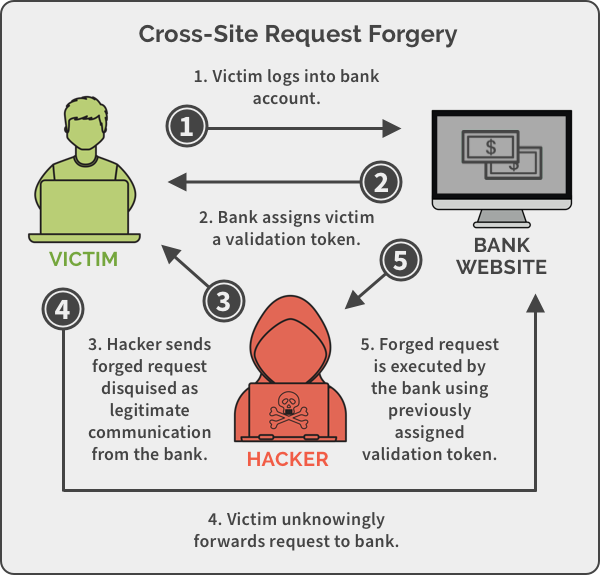 Cross-Site Request Forgery
1. Victim logs into bank
account.
1
2
2. Bank assigns victim
a validation token.
VICTIM
BANK
WEBSITE
$
$
5
3
4
3. Hacker sends
forged request
disquised as
legitimate
communication
from the bank.
HACKER
5. Forged request
is executed by
the bank using
previously
assigned
validation token.
4. Victim unknowingly
forwards request to bank.